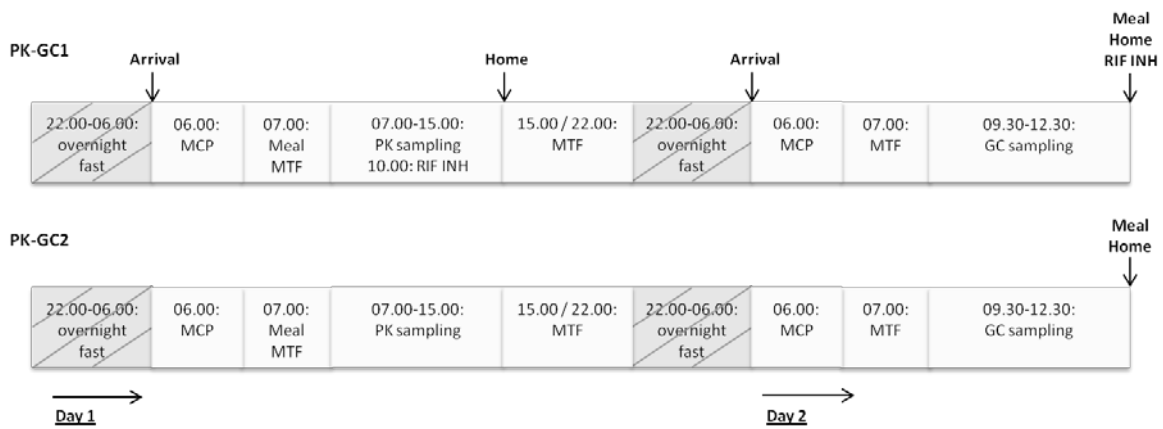 Meal
Home
RIF INH
PK-GC1
Arrival
Home
Arrival
22.00-06.00:
overnight
fast
06.00:
MCP
07.00:
Meal
MTF
07.00-15.00:
PK sampling
10.00: RIF INH
15.00 / 22.00:
MTF
22.00-06.00:
overnight
fast
06.00:
MCP
07.00:
MTF
09.30-12.30:
GC sampling
PK-GC2
Meal
Home
22.00-06.00:
overnight
fast
06.00:
MCP
07.00:
Meal
MTF
07.00-15.00:
PK sampling
15.00 / 22.00:
MTF
22.00-06.00:
overnight
fast
06.00:
MCP
07.00:
MTF
09.30-12.30:
GC sampling
Day 1
Day 2